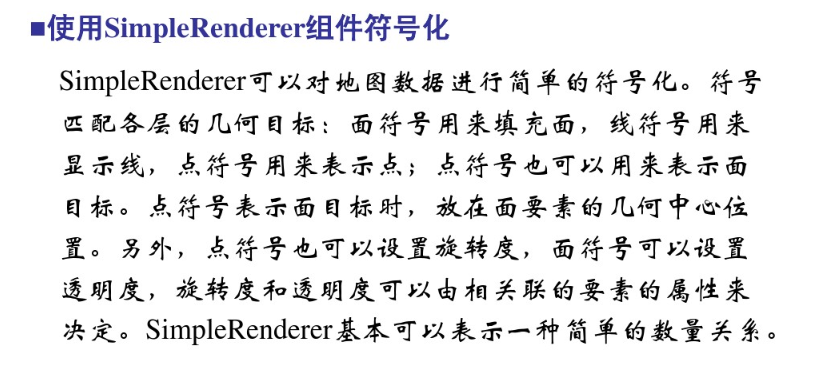 ■使用SimpleRenderer组件符号化
SimpleRenderer可以对地图数据进行简单的符号化。符号
匹配各层的几何目标：面符号用来填充面，线符号用来
显示线，点符号用来表示点；点符号也可以用来表示面
目标。点符号表示面目标时，放在面要素的几何中心位
置。另外，点符号也可以设置旋转度，面符号可以设置
透明度，旋转度和透明度可以由相关联的要素的属性来
决定。SimpleRenderer基本可以表示一种简单的数量关系。